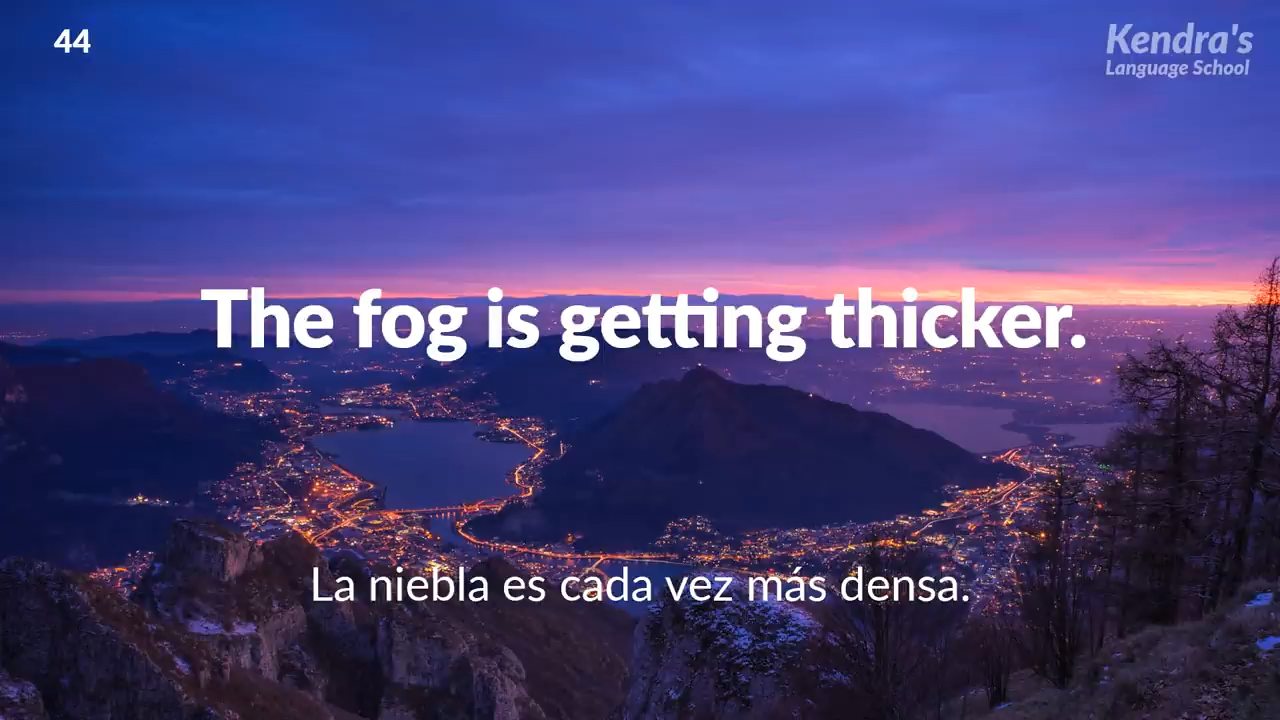 44
Kendra's
Language School
The fog is getting thicker.
La niebla es cada vez más densa.